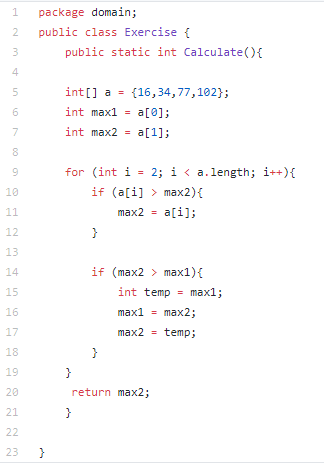 1 package domain;
2 public class Exercise {
3     public static int Calculate(){
4
5     int[] a = {16,34,77,102};
6     int max1 = a[0];
7     int max2 = a[1];
8
9     for (int i = 2; i < a.length; i++){
10         if (a[i] > max2){
11             max2 = a[i];
12         }
13
14         if (max2 > max1){
15             int temp = max1;
16             max1 = max2;
17             max2 = temp;
18         }
19     }
20      return max2;
21     }
22
23 }